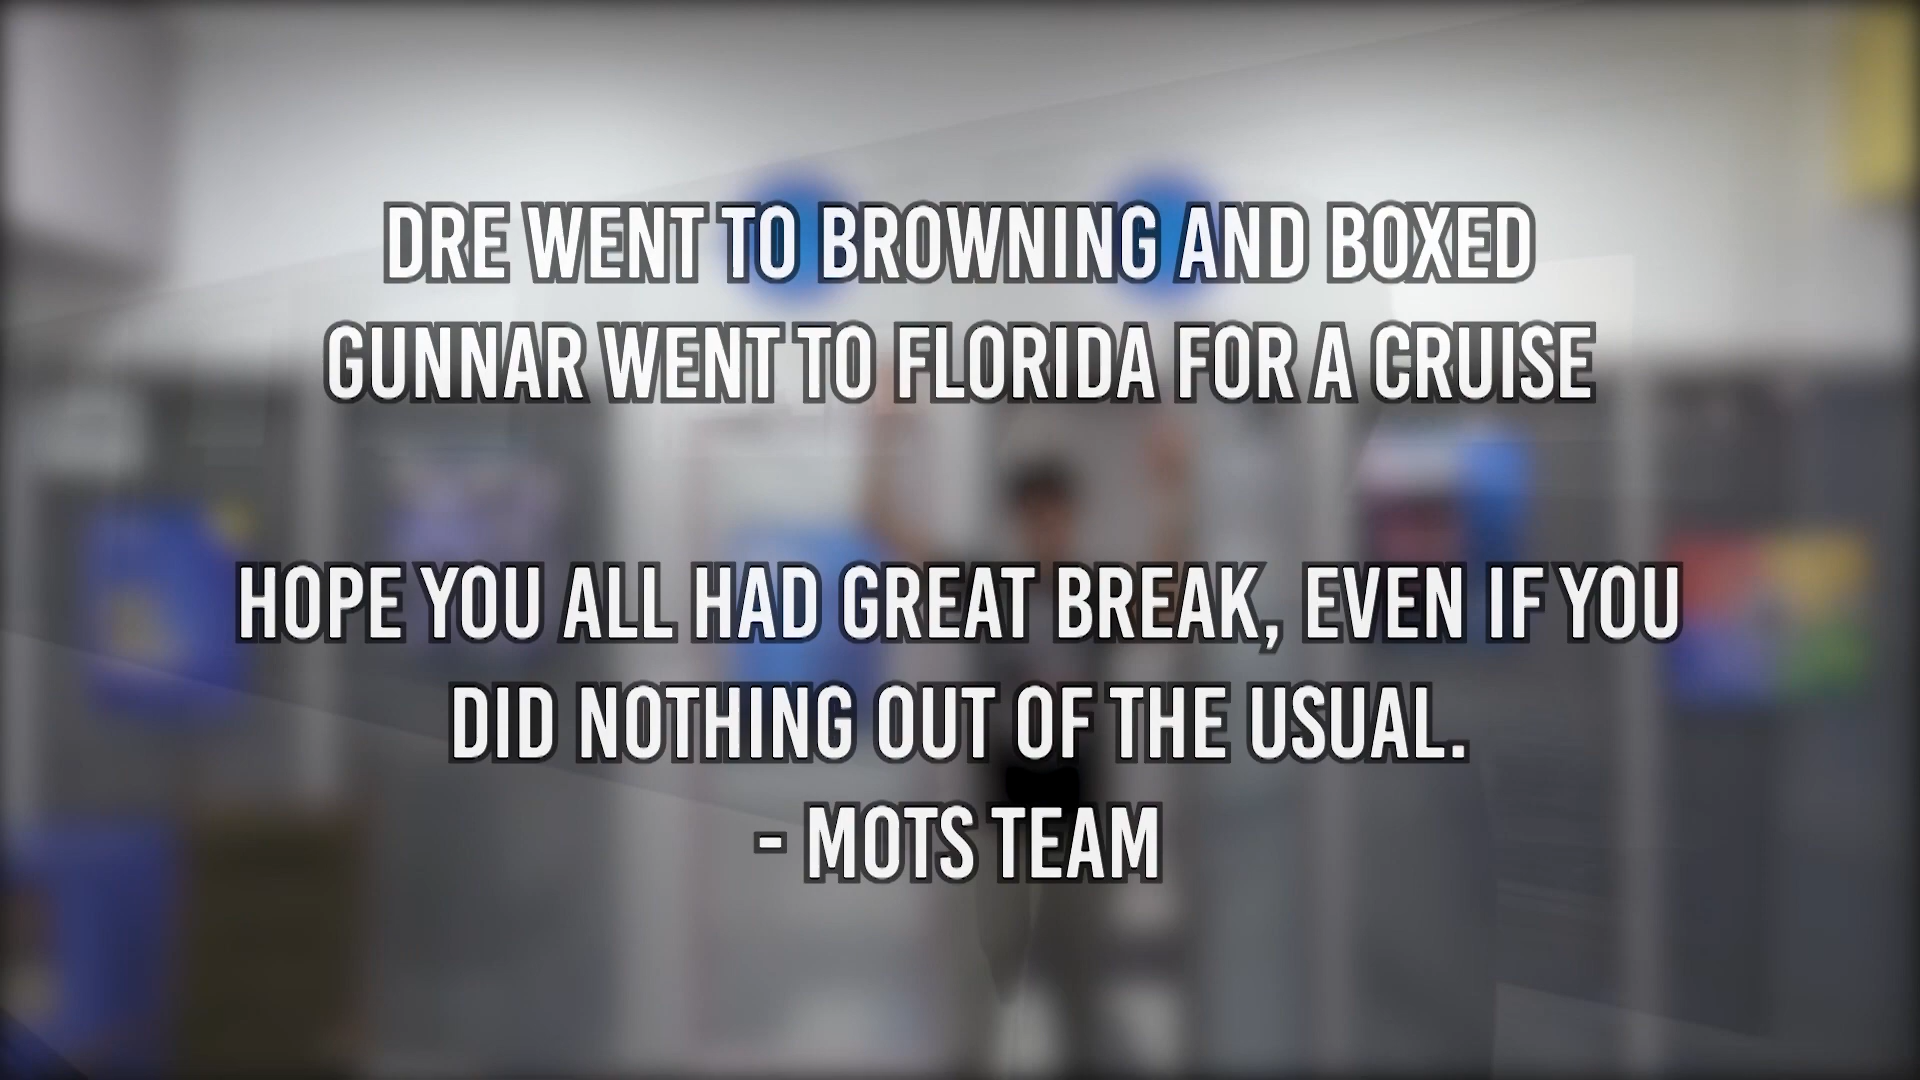 DRE WENT TO BROWNING AND BOXED
GUNNAR WENT TO FLORIDA FOR A CRUISE
HOPE YOU ALL HAD GREAT BREAK, EVEN IF YOU
DID NOTHING OUT OF THE USUAL.
- MOTS TEAM